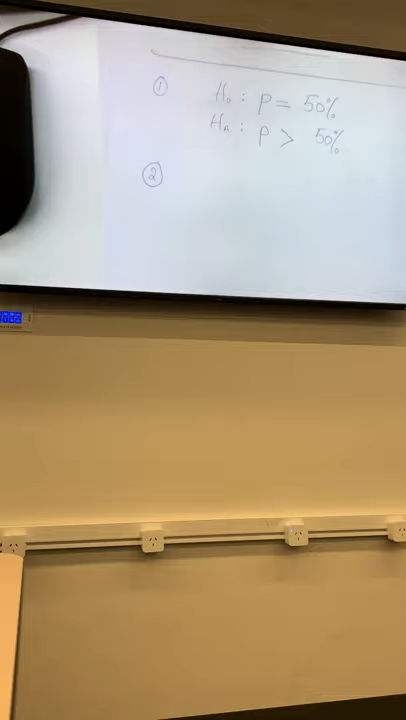 ① H₀ : P = 50%
Hₐ : P > 50%
②